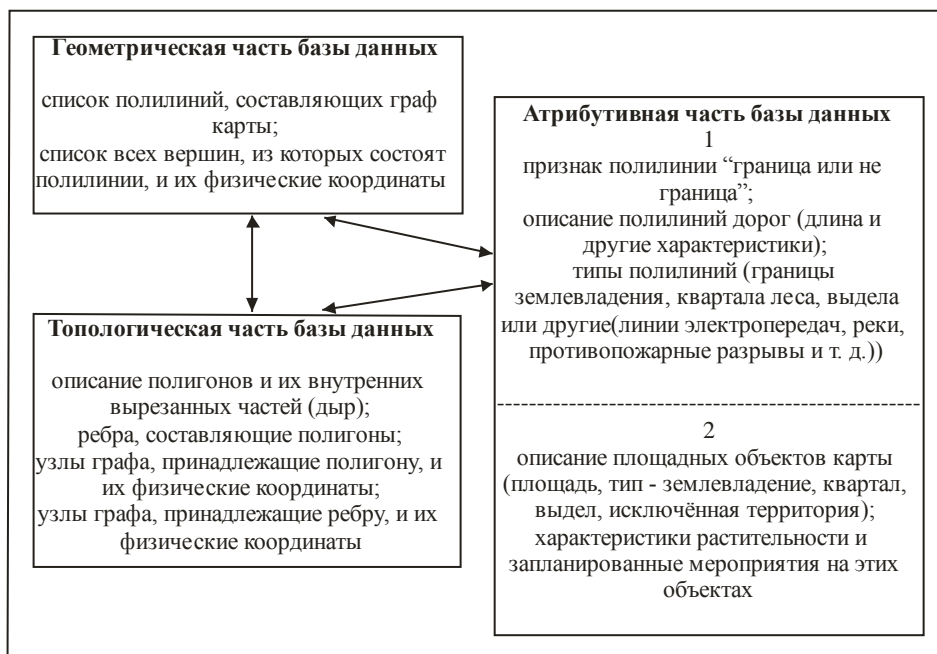 Геометрическая часть базы данных
список полилиний, составляющих граф
карты;
список всех вершин, из которых состоят
полилинии, и их физические координаты
Топологическая часть базы данных
описание полигонов и их внутренних
вырезанных частей (дыр);
ребра, составляющие полигоны;
узлы графа, принадлежащие полигону, и
их физические координаты;
узлы графа, принадлежащие ребру, и их
физические координаты
Атрибутивная часть базы данных
1
признак полилинии “граница или не
граница”;
описание полилиний дорог (длина и
другие характеристики);
типы полилиний (границы
землевладения, квартала леса, выдела
или другие(линии электропередач, реки,
противопожарные разрывы и т. д.))
2
описание площадных объектов карты
(площадь, тип - землевладение, квартал,
выдел, исключённая территория);
характеристики растительности и
запланированные мероприятия на этих
объектах